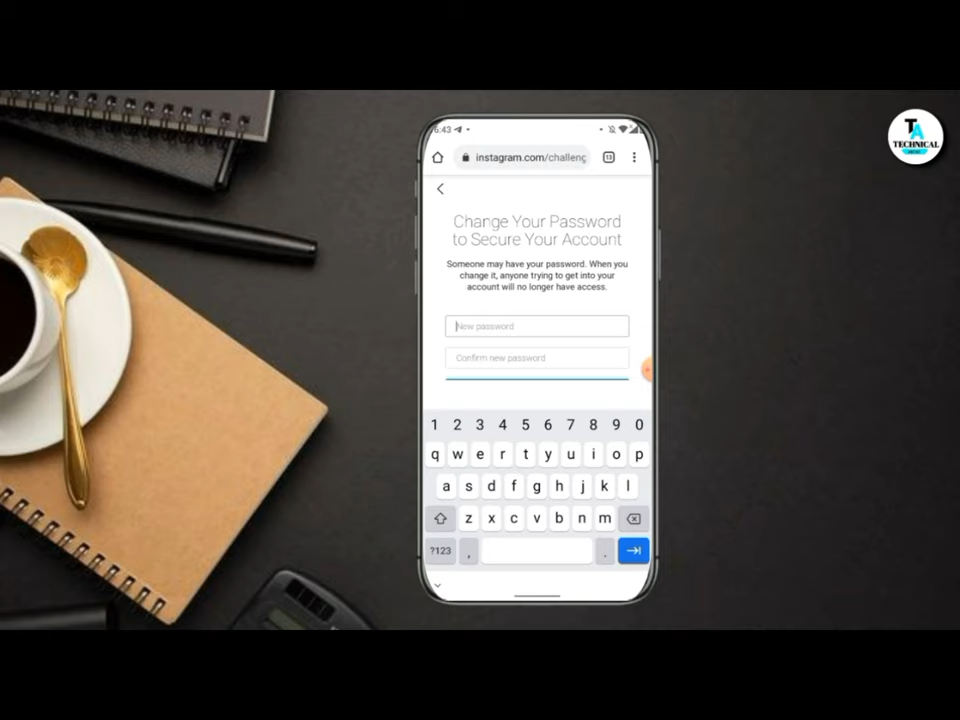 6:43
TA
TECHNICAL
instagram.com/challeng
13
Change Your Password
to Secure Your Account
Someone may have your password. When you
change it, anyone trying to get into your
account will no longer have access.
New password
Confirm new password
1 2 3 4 5 6 7 8 9 0
q w e r t y u i o p
a s d f g h j k l
z x c v b n m
?123 , .